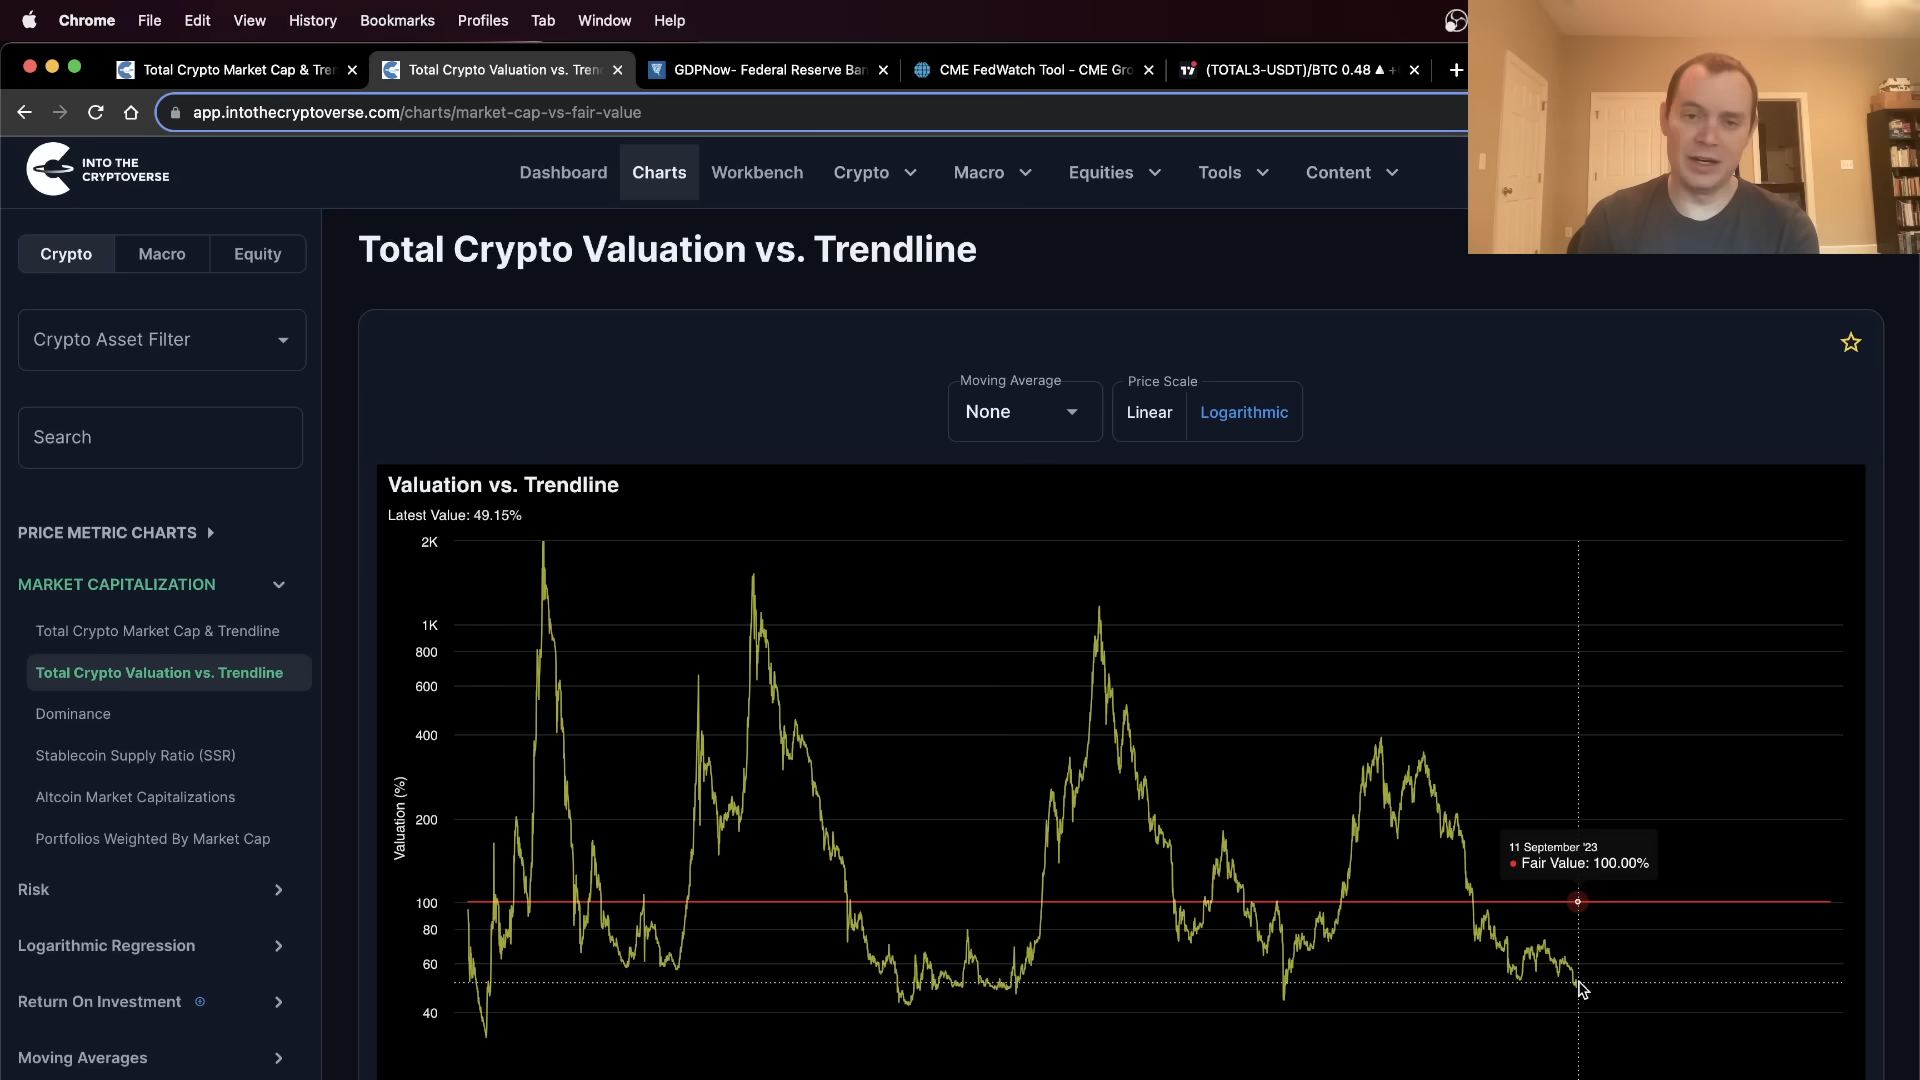 Chrome File Edit View History Bookmarks Profiles Tab Window Help
Total Crypto Market Cap & Tre
Total Crypto Valuation vs. Tren
GDPNow- Federal Reserve Ban
CME FedWatch Tool - CME Gro
(TOTAL3-USDT)/BTC 0.48 ▲ +
app.intothecryptoverse.com/charts/market-cap-vs-fair-value
INTO THE
CRYPTOVERSE
Dashboard Charts Workbench Crypto Macro Equities Tools Content
Crypto Macro Equity
Total Crypto Valuation vs. Trendline
Crypto Asset Filter
Search
Moving Average
None
Price Scale
Linear Logarithmic
PRICE METRIC CHARTS
MARKET CAPITALIZATION
Total Crypto Market Cap & Trendline
Total Crypto Valuation vs. Trendline
Dominance
Stablecoin Supply Ratio (SSR)
Altcoin Market Capitalizations
Portfolios Weighted By Market Cap
Risk
Logarithmic Regression
Return On Investment
Moving Averages
Valuation vs. Trendline
Latest Value: 49.15%
2K
1K
800
600
400
200
100
80
60
40
Valuation (%)
11 September '23
Fair Value: 100.00%